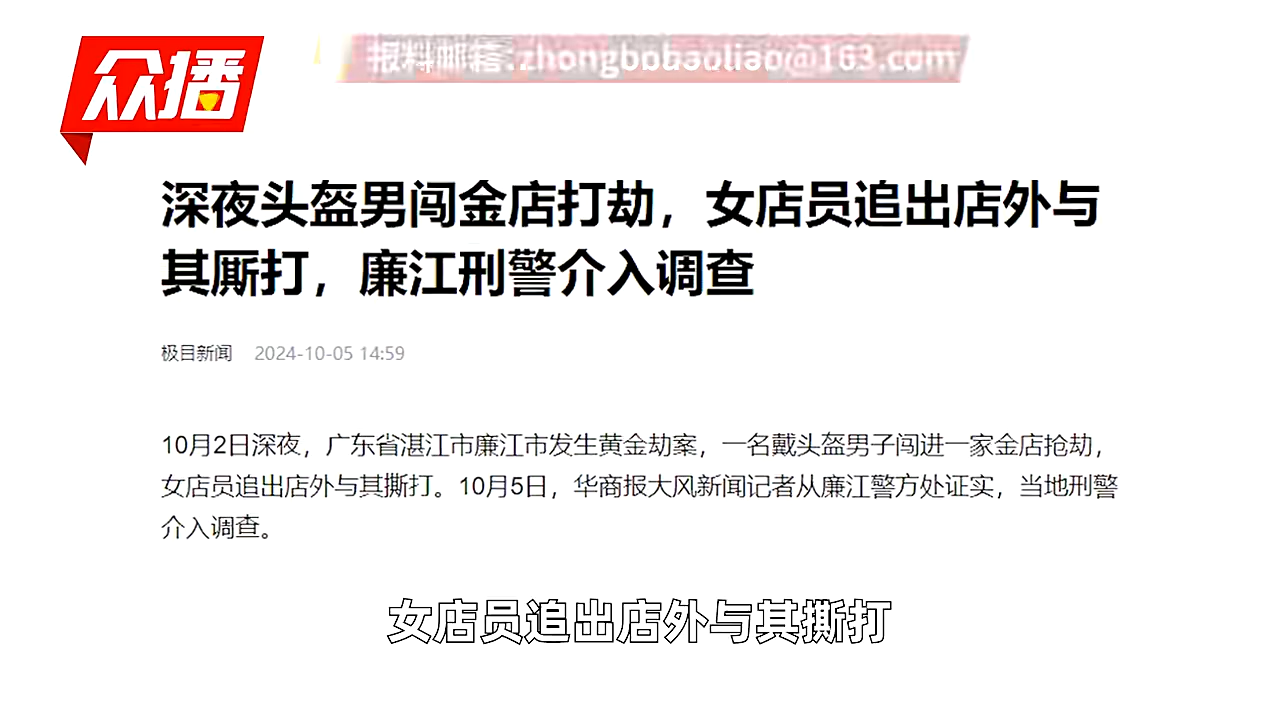 众播
报料邮箱:zhongbobaoliao@163.com
深夜头盔男闯金店打劫，女店员追出店外与
其厮打，廉江刑警介入调查
极目新闻 2024-10-05 14:59
10月2日深夜，广东省湛江市廉江市发生黄金劫案，一名戴头盔男子闯进一家金店抢劫，
女店员追出店外与其撕打。10月5日，华商报大风新闻记者从廉江警方处证实，当地刑警
介入调查。
女店员追出店外与其撕打